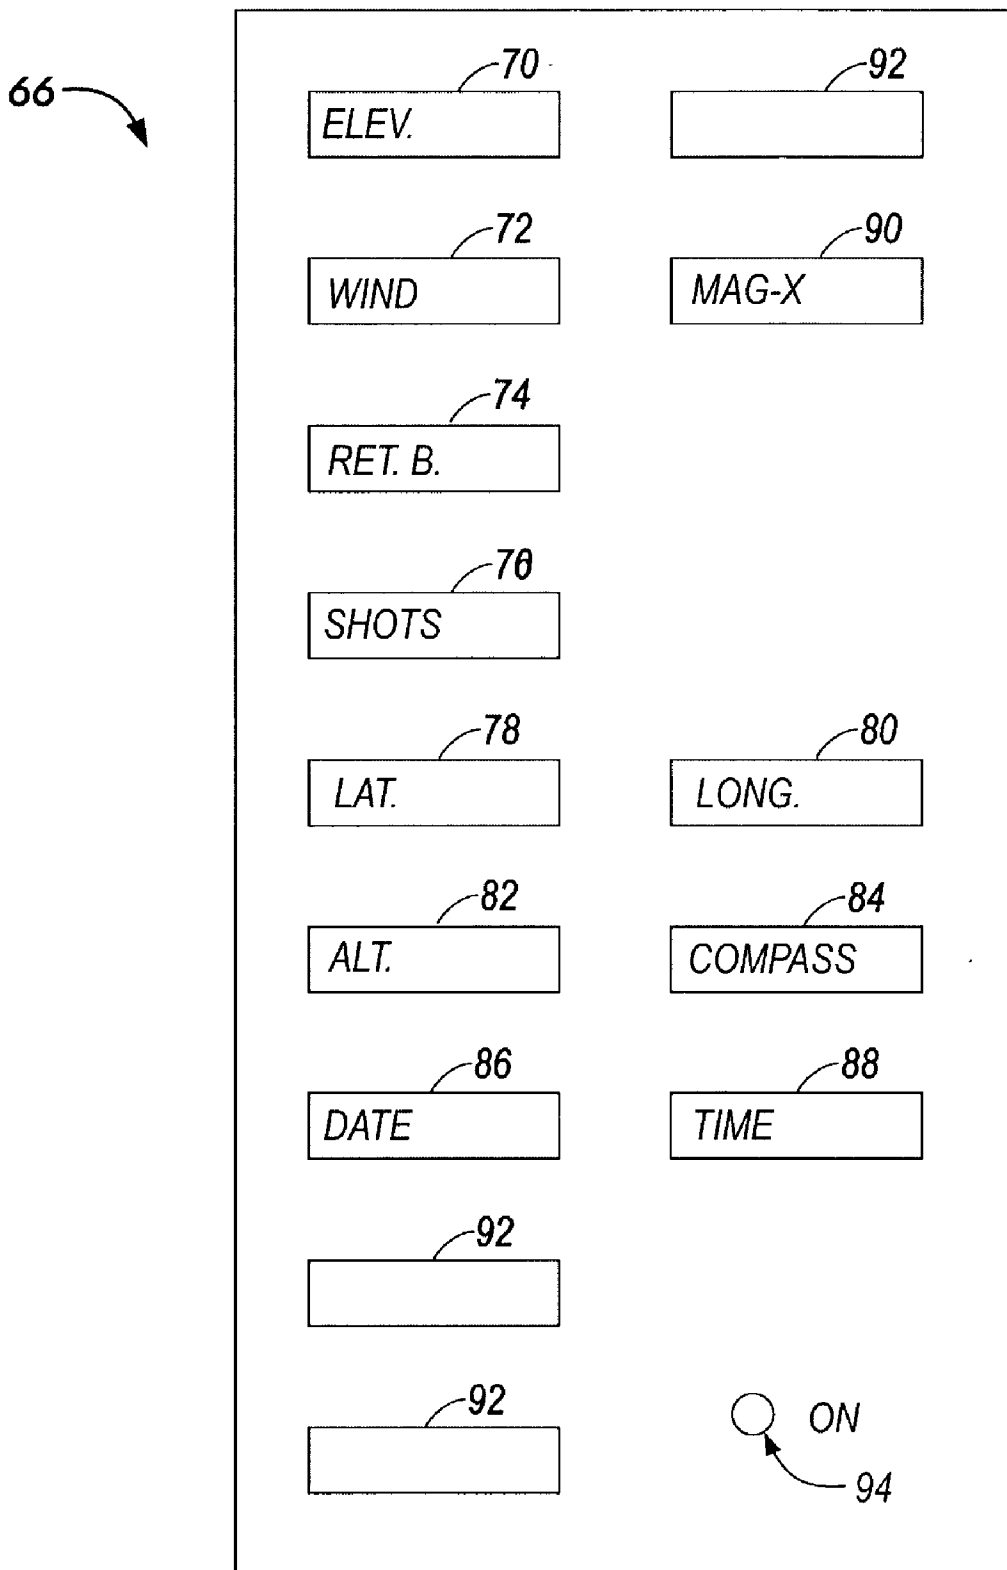 66
70 92
ELEV.
72 90
WIND MAG-X
74
RET. B.
76
SHOTS
78 80
LAT. LONG.
82 84
ALT. COMPASS
86 88
DATE TIME
92
92
ON
94